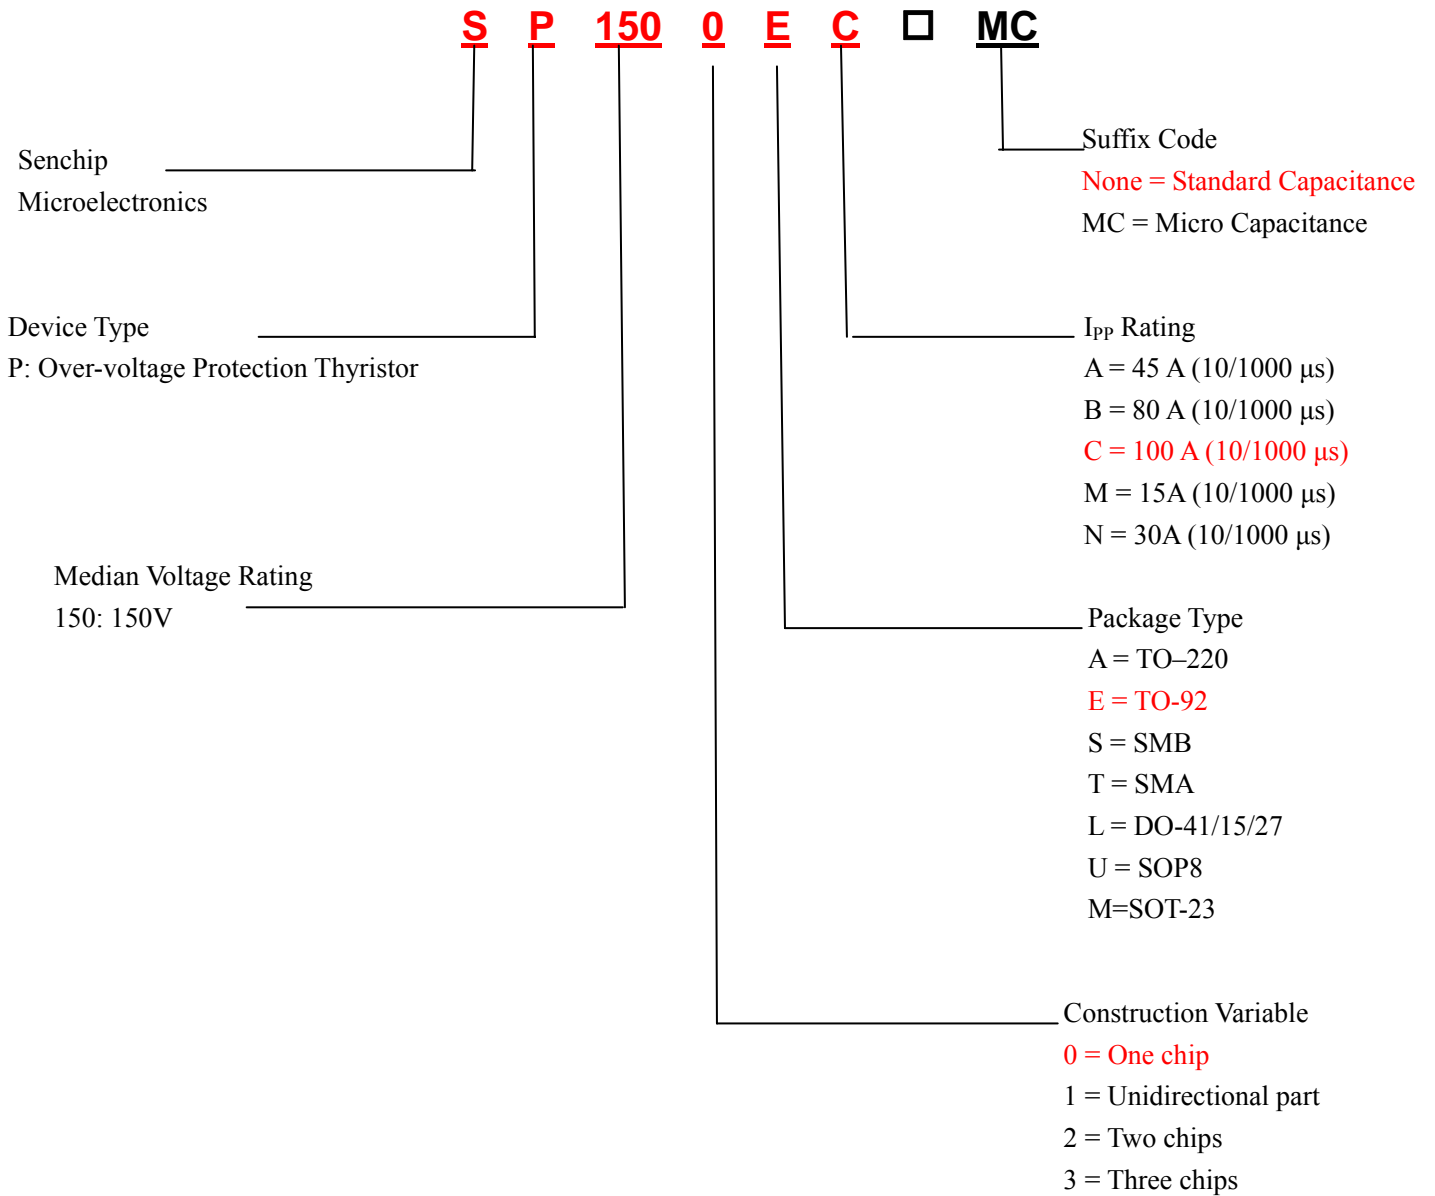 S P 150 0 E C □ MC
Senchip
Microelectronics
Suffix Code
None = Standard Capacitance
MC = Micro Capacitance
Device Type
P: Over-voltage Protection Thyristor
IPP Rating
A = 45 A (10/1000 μs)
B = 80 A (10/1000 μs)
C = 100 A (10/1000 μs)
M = 15A (10/1000 μs)
N = 30A (10/1000 μs)
Median Voltage Rating
150: 150V
Package Type
A = TO–220
E = TO-92
S = SMB
T = SMA
L = DO-41/15/27
U = SOP8
M=SOT-23
Construction Variable
0 = One chip
1 = Unidirectional part
2 = Two chips
3 = Three chips